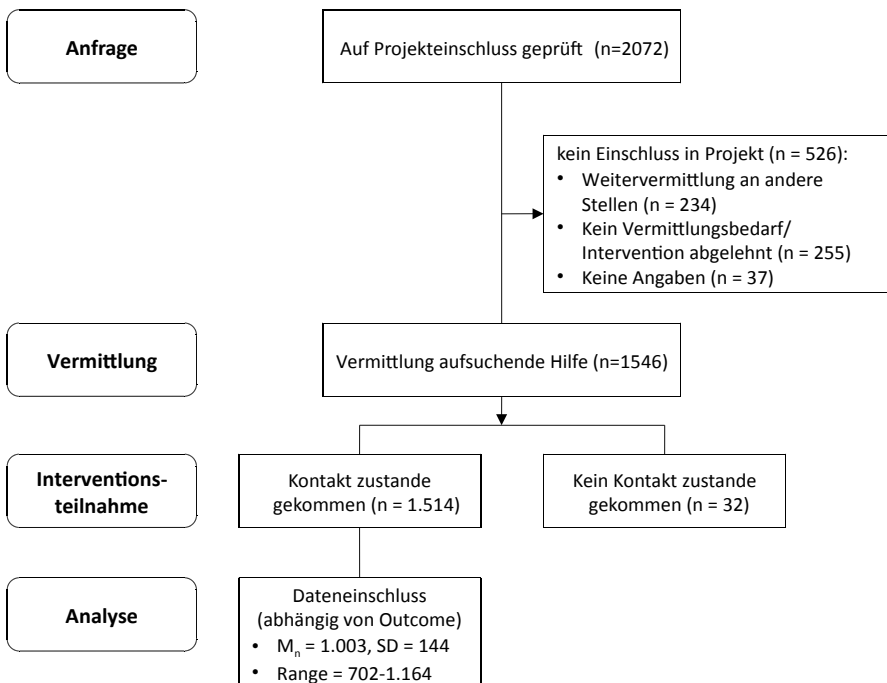 Anfrage
Auf Projekteinschluss geprüft (n=2072)
kein Einschluss in Projekt (n = 526):
• Weitervermittlung an andere
Stellen (n = 234)
• Kein Vermittlungsbedarf/
Intervention abgelehnt (n = 255)
• Keine Angaben (n = 37)
Vermittlung
Vermittlung aufsuchende Hilfe (n=1546)
Interventions-
teilnahme
Kontakt zustande
gekommen (n = 1.514)
Kein Kontakt zustande
gekommen (n = 32)
Analyse
Dateneinschluss
(abhängig von Outcome)
• Mn = 1.003, SD = 144
• Range = 702-1.164